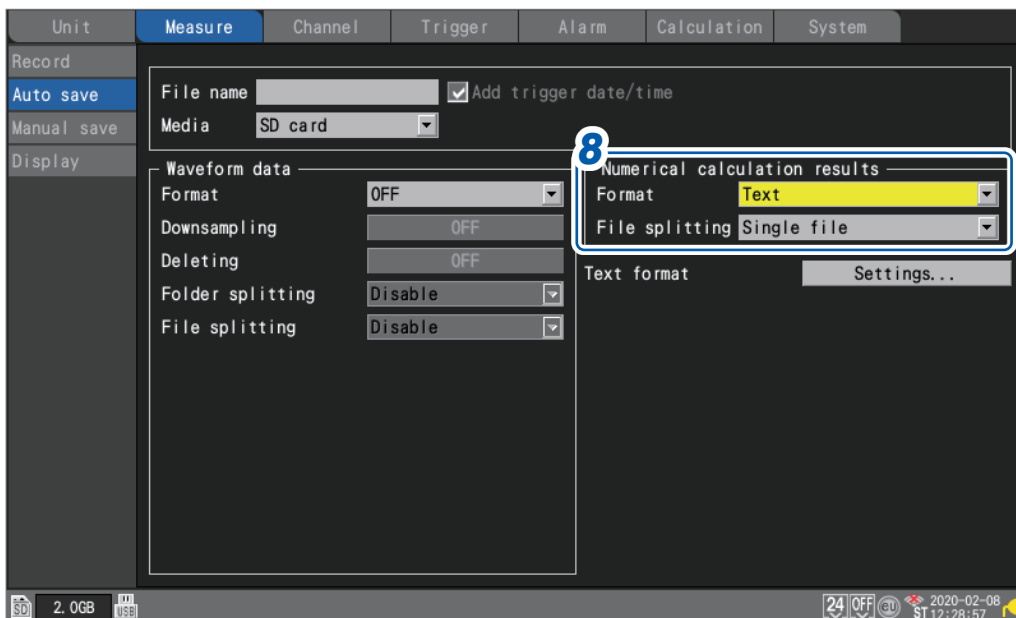 Unit Measure Channel Trigger Alarm Calculation System
Record
Auto save
Manual save
Display
File name Add trigger date/time
Media SD card
8
Waveform data
Format OFF
Downsampling OFF
Deleting OFF
Folder splitting Disable
File splitting Disable
Numerical calculation results
Format Text
File splitting Single file
Text format Settings...
SD 2.0GB USB
24 OFF 2020-02-08
ST 12:28:57